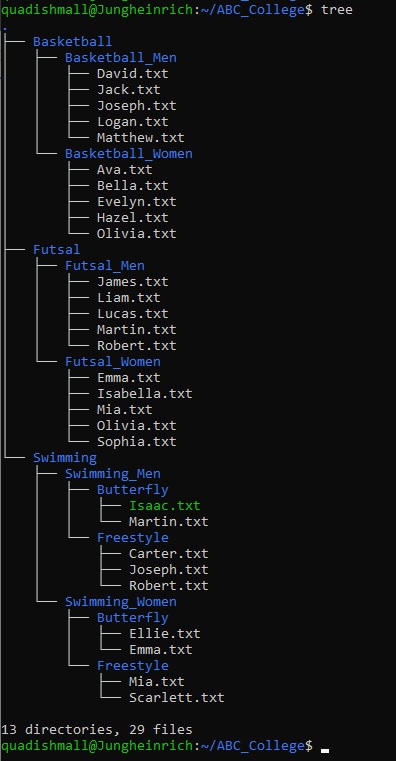 quadishmall@Jungheinrich:~/ABC_College$ tree
.
├── Basketball
│   ├── Basketball_Men
│   │   ├── David.txt
│   │   ├── Jack.txt
│   │   ├── Joseph.txt
│   │   ├── Logan.txt
│   │   └── Matthew.txt
│   └── Basketball_Women
│       ├── Ava.txt
│       ├── Bella.txt
│       ├── Evelyn.txt
│       ├── Hazel.txt
│       └── Olivia.txt
├── Futsal
│   ├── Futsal_Men
│   │   ├── James.txt
│   │   ├── Liam.txt
│   │   ├── Lucas.txt
│   │   ├── Martin.txt
│   │   └── Robert.txt
│   └── Futsal_Women
│       ├── Emma.txt
│       ├── Isabella.txt
│       ├── Mia.txt
│       ├── Olivia.txt
│       └── Sophia.txt
└── Swimming
    ├── Swimming_Men
    │   ├── Butterfly
    │   │   ├── Isaac.txt
    │   │   └── Martin.txt
    │   └── Freestyle
    │       ├── Carter.txt
    │       ├── Joseph.txt
    │       └── Robert.txt
    └── Swimming_Women
        ├── Butterfly
        │   ├── Ellie.txt
        │   └── Emma.txt
        └── Freestyle
            ├── Mia.txt
            └── Scarlett.txt

13 directories, 29 files
quadishmall@Jungheinrich:~/ABC_College$